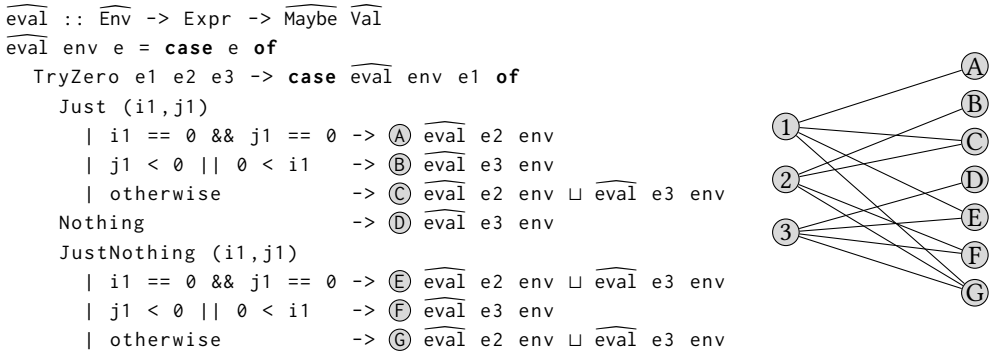 eval :: Env -> Expr -> Maybe Val
eval env e = case e of
TryZero e1 e2 e3 -> case eval env e1 of
Just (i1,j1)
| i1 == 0 && j1 == 0 -> A eval e2 env
| j1 < 0 || 0 < i1 -> B eval e3 env
| otherwise -> C eval e2 env ⊔ eval e3 env
Nothing -> D eval e3 env
JustNothing (i1,j1)
| i1 == 0 && j1 == 0 -> E eval e2 env ⊔ eval e3 env
| j1 < 0 || 0 < i1 -> F eval e3 env
| otherwise -> G eval e2 env ⊔ eval e3 env
1
2
3
A
B
C
D
E
F
G